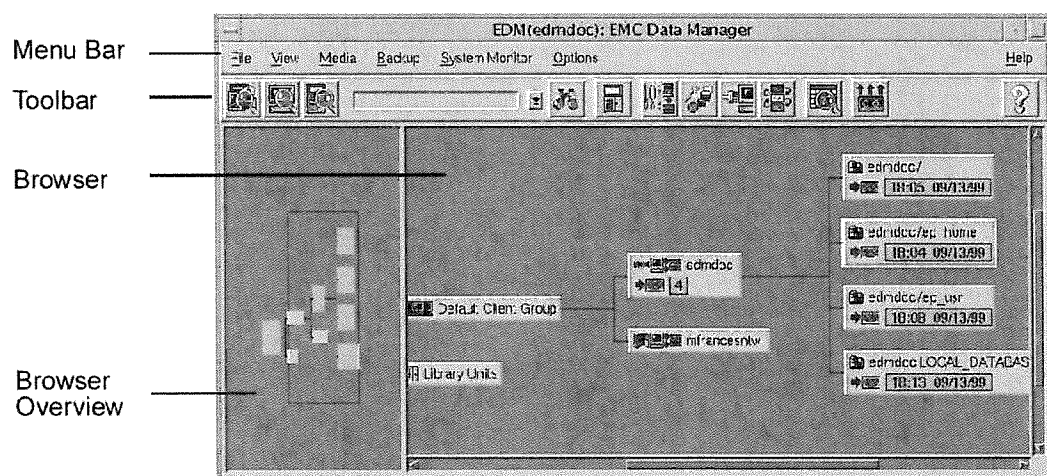 EDM(edmdoc): EMC Data Manager
Menu Bar
File View Media Backup System Monitor Options Help
Toolbar
Browser
edmdoc/
18:05 09/13/99
edmdoc/ep_home
18:04 09/13/99
edmdoc
4
Default Client Group
edmdoc/ep_usr
18:08 09/13/99
mfrancesntw
Library Units
edmdoc LOCAL_DATABAS
18:13 09/13/99
Browser
Overview